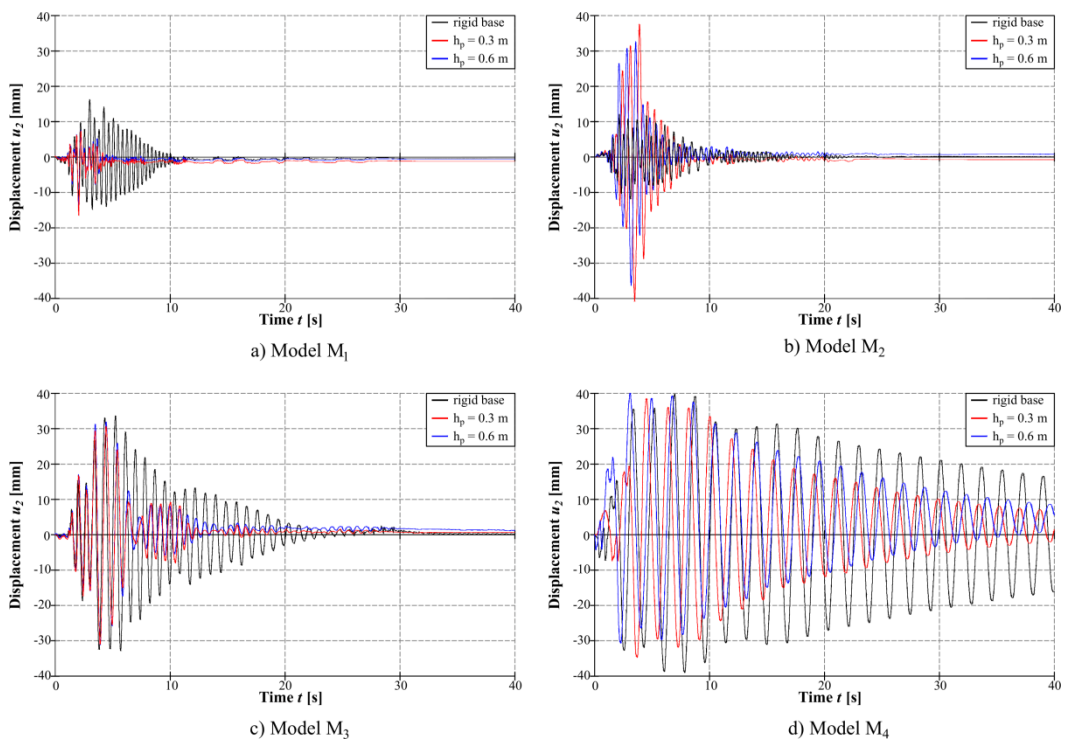 40
30
20
10
0
-10
-20
-30
-40
Displacement u₂ [mm]
0 10 20 30 40
Time t [s]
rigid base
hₚ = 0.3 m
hₚ = 0.6 m
a) Model M₁
40
30
20
10
0
-10
-20
-30
-40
Displacement u₂ [mm]
0 10 20 30 40
Time t [s]
rigid base
hₚ = 0.3 m
hₚ = 0.6 m
b) Model M₂
40
30
20
10
0
-10
-20
-30
-40
Displacement u₂ [mm]
0 10 20 30 40
Time t [s]
rigid base
hₚ = 0.3 m
hₚ = 0.6 m
c) Model M₃
40
30
20
10
0
-10
-20
-30
-40
Displacement u₂ [mm]
0 10 20 30 40
Time t [s]
rigid base
hₚ = 0.3 m
hₚ = 0.6 m
d) Model M₄